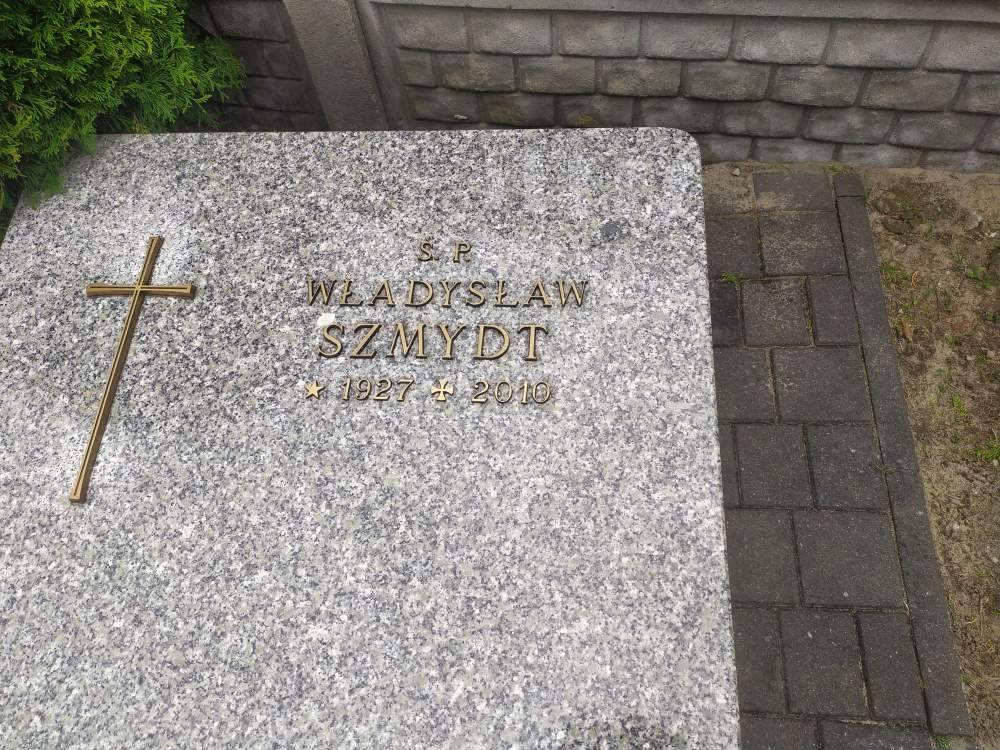 Ś. P.
WŁADYSŁAW
SZMYDT
★ 1927 ✠ 2010